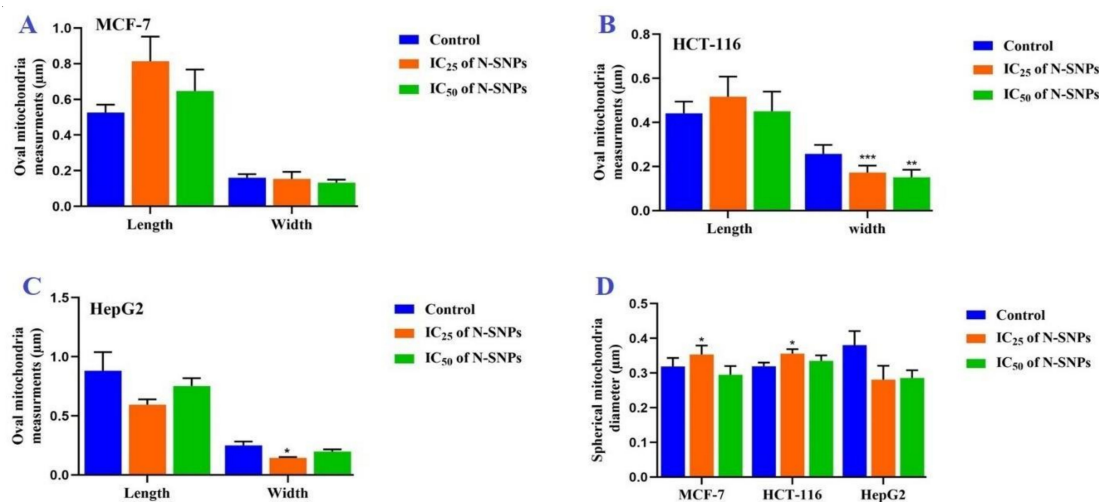 A
MCF-7
Oval mitochondria
measurments (μm)
1.0
0.8
0.6
0.4
0.2
0.0
Length
Width
Control
IC₂₅ of N-SNPs
IC₅₀ of N-SNPs
B
HCT-116
Oval mitochondria
measurments (μm)
0.8
0.6
0.4
0.2
0.0
***
**
Length
width
Control
IC₂₅ of N-SNPs
IC₅₀ of N-SNPs
C
HepG2
Oval mitochondria
measurments (μm)
1.5
1.0
0.5
0.0
*
Length
Width
Control
IC₂₅ of N-SNPs
IC₅₀ of N-SNPs
D
Spherical mitochondria
diameter (μm)
0.5
0.4
0.3
0.2
0.1
0.0
*
*
MCF-7
HCT-116
HepG2
Control
IC₂₅ of N-SNPs
IC₅₀ of N-SNPs